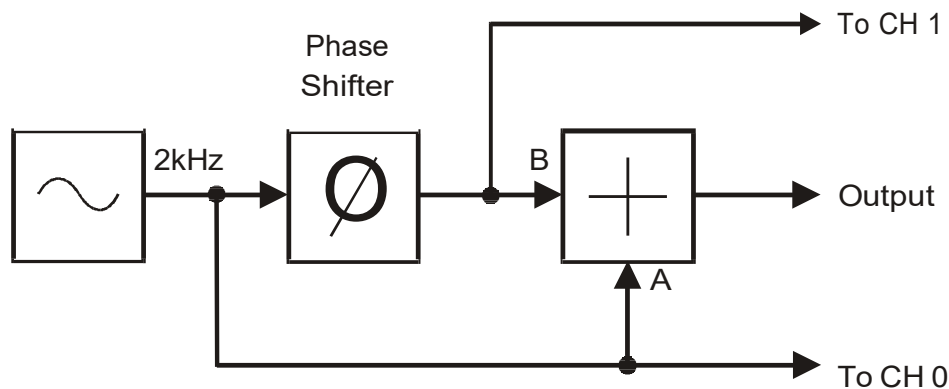 To CH 1
Phase
Shifter
2kHz
B
Ø
Output
A
To CH 0